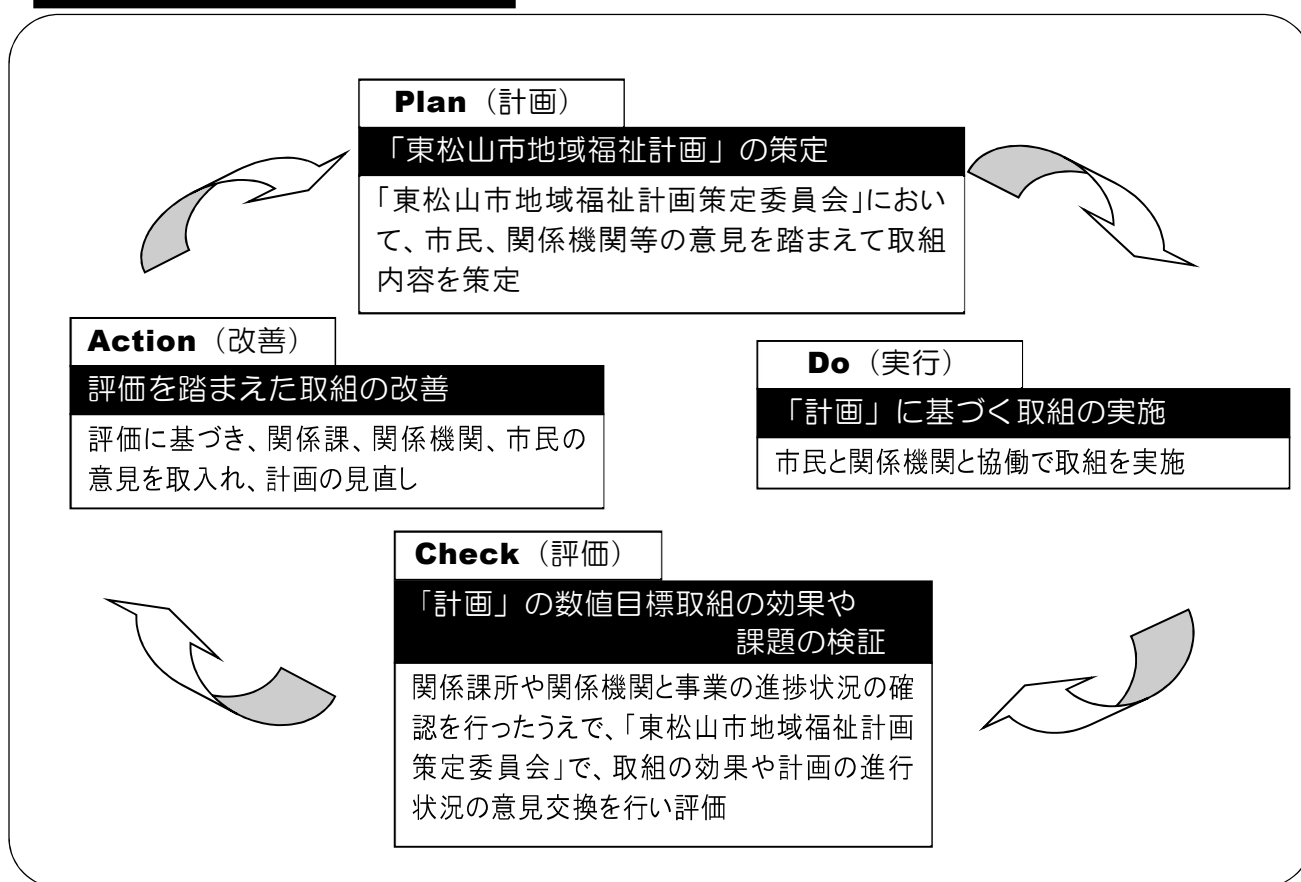 Plan（計画）
「東松山市地域福祉計画」の策定
「東松山市地域福祉計画策定委員会」におい
て、市民、関係機関等の意見を踏まえて取組
内容を策定
Action（改善）
評価を踏まえた取組の改善
評価に基づき、関係課、関係機関、市民の
意見を取入れ、計画の見直し
Do（実行）
「計画」に基づく取組の実施
市民と関係機関と協働で取組を実施
Check（評価）
「計画」の数値目標取組の効果や
課題の検証
関係課所や関係機関と事業の進捗状況の確
認を行ったうえで、「東松山市地域福祉計画
策定委員会」で、取組の効果や計画の進行
状況の意見交換を行い評価